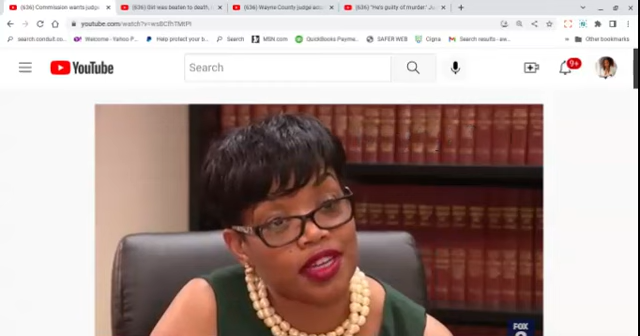 (636) Commission wants judge
(636) Girl was beaten to death,
(636) Wayne County judge acc
(636) "He's guilty of murder" Ju
youtube.com/watch?v=wsBCfhTMtPI
search.conduit.co...
Welcome - Yahoo P...
Help protect your b...
Search
MSN.com
QuickBooks Payme...
SAFER WEB
Cigna
Search results - ew...
Other bookmarks
YouTube
Search
9+
FOX